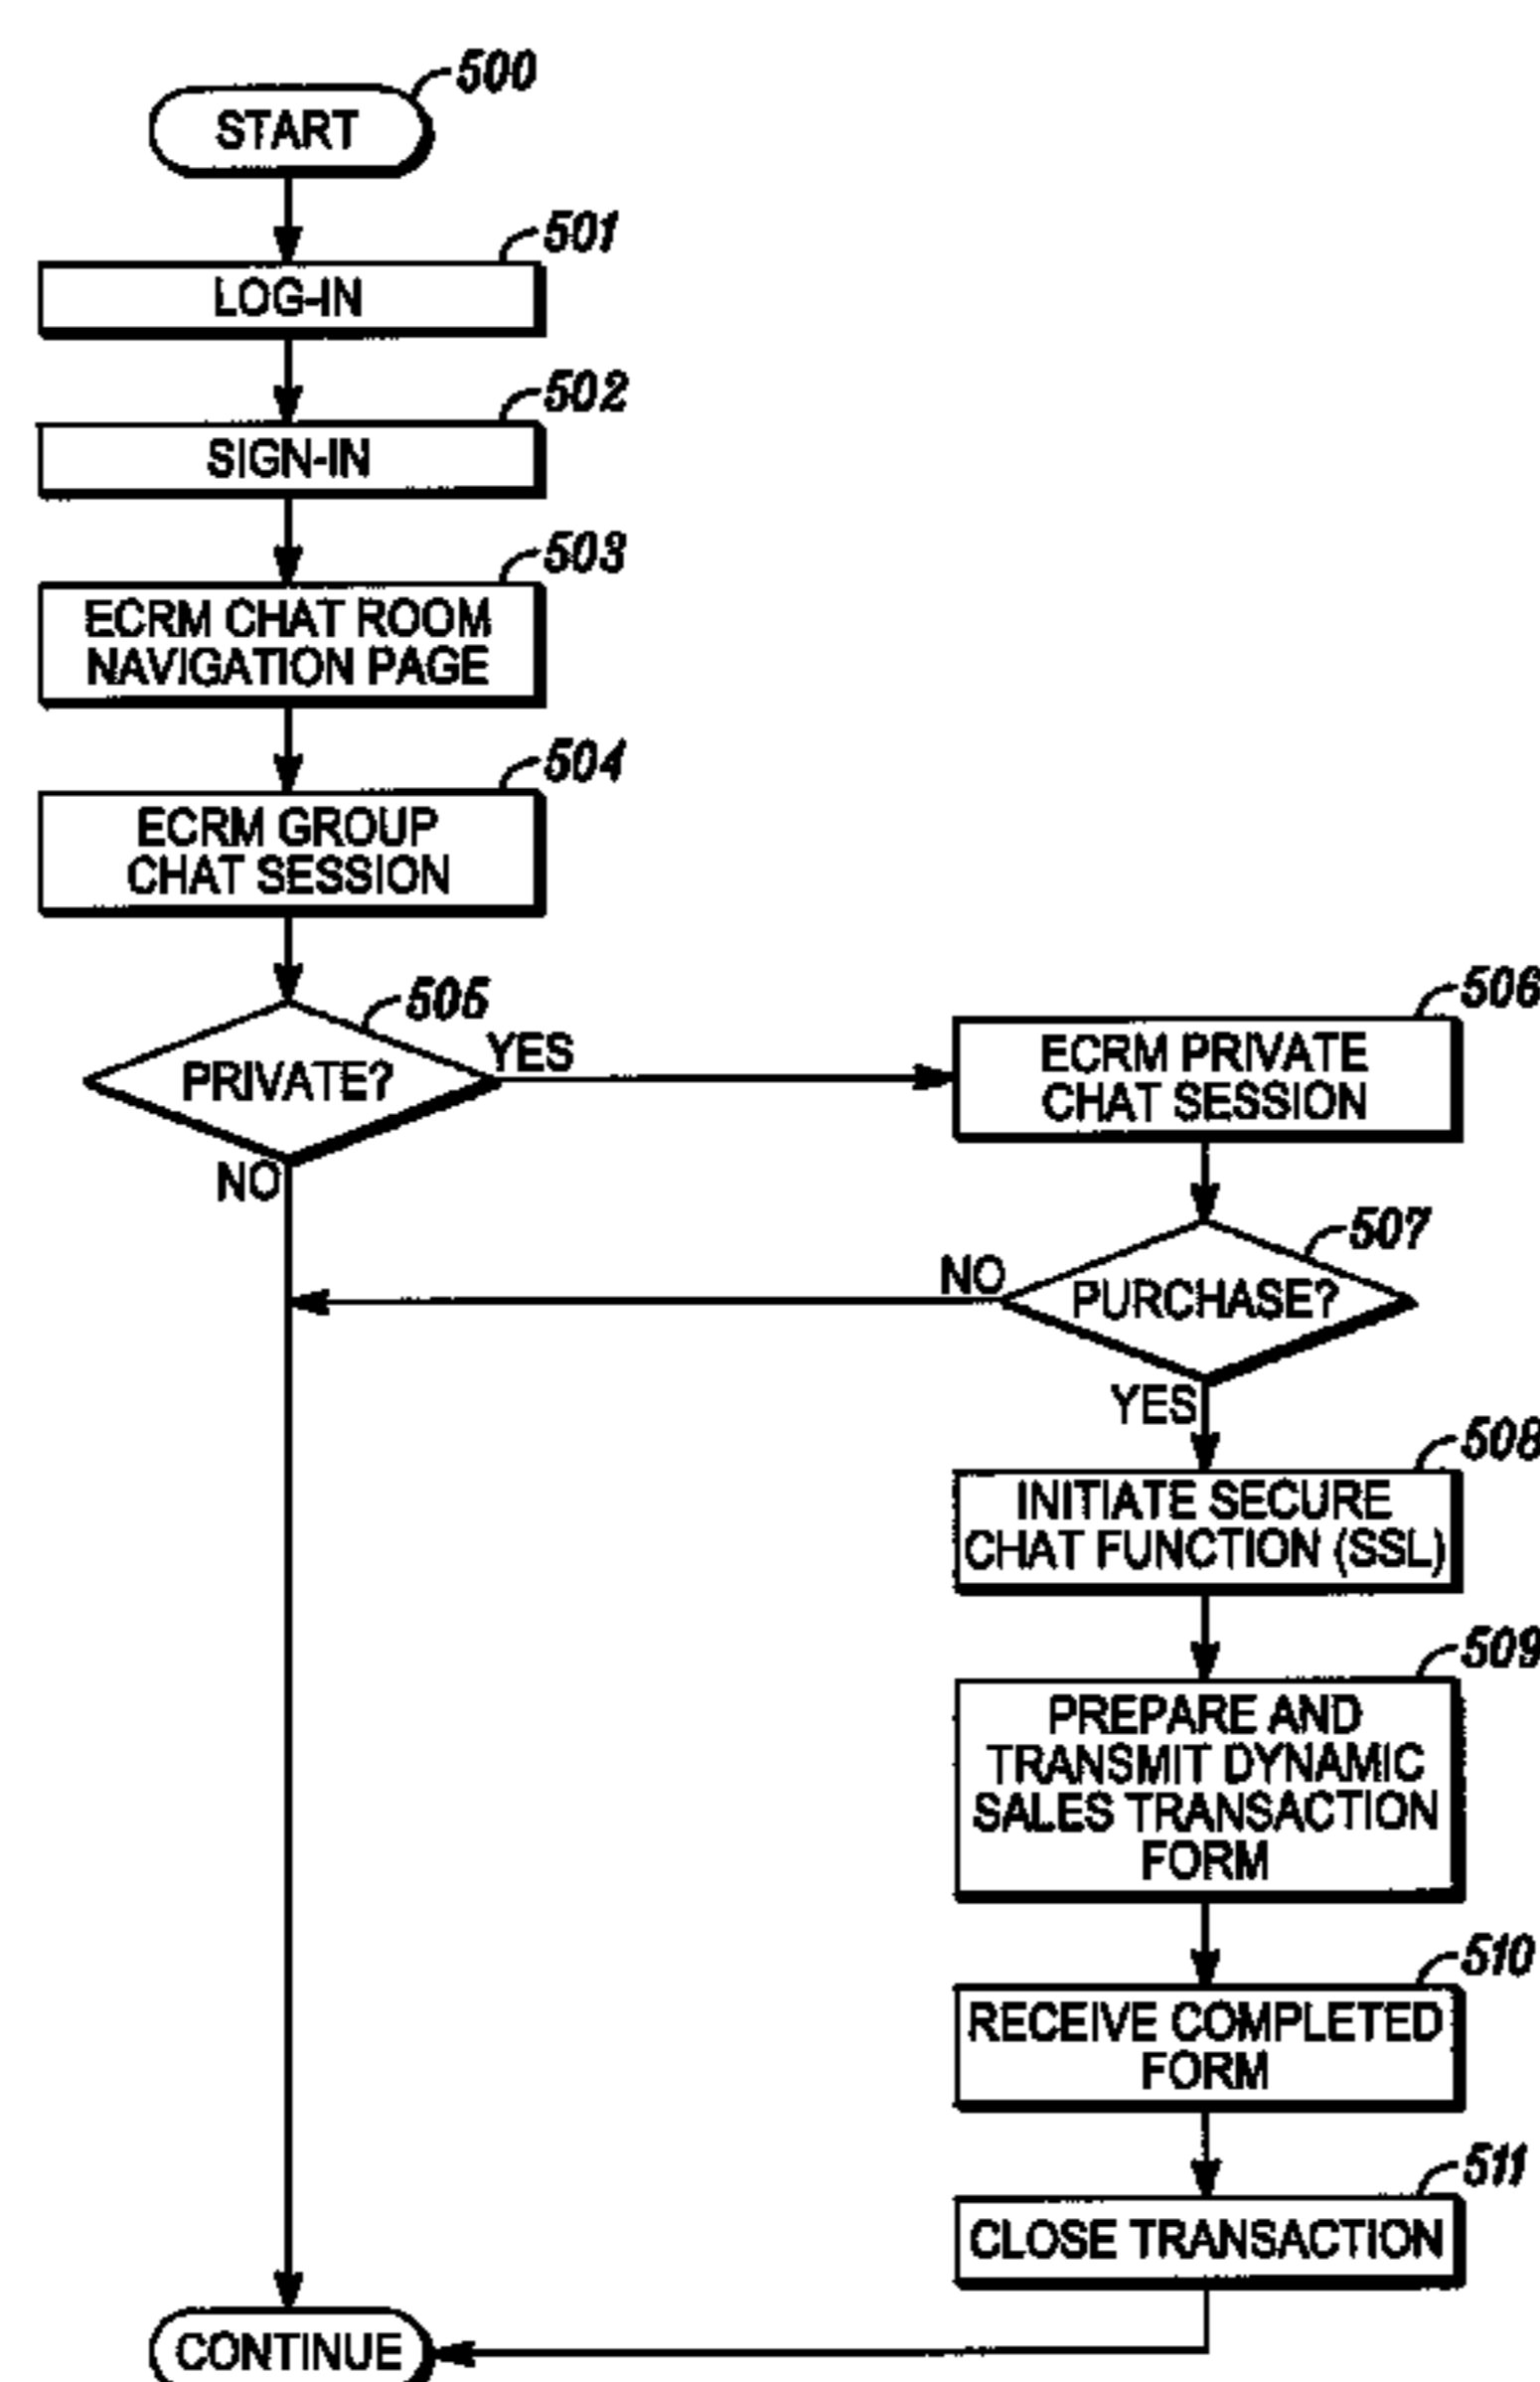 500
START
501
LOG-IN
502
SIGN-IN
503
ECRM CHAT ROOM
NAVIGATION PAGE
504
ECRM GROUP
CHAT SESSION
505
PRIVATE?
YES
NO
506
ECRM PRIVATE
CHAT SESSION
507
PURCHASE?
NO
YES
508
INITIATE SECURE
CHAT FUNCTION (SSL)
509
PREPARE AND
TRANSMIT DYNAMIC
SALES TRANSACTION
FORM
510
RECEIVE COMPLETED
FORM
511
CLOSE TRANSACTION
CONTINUE